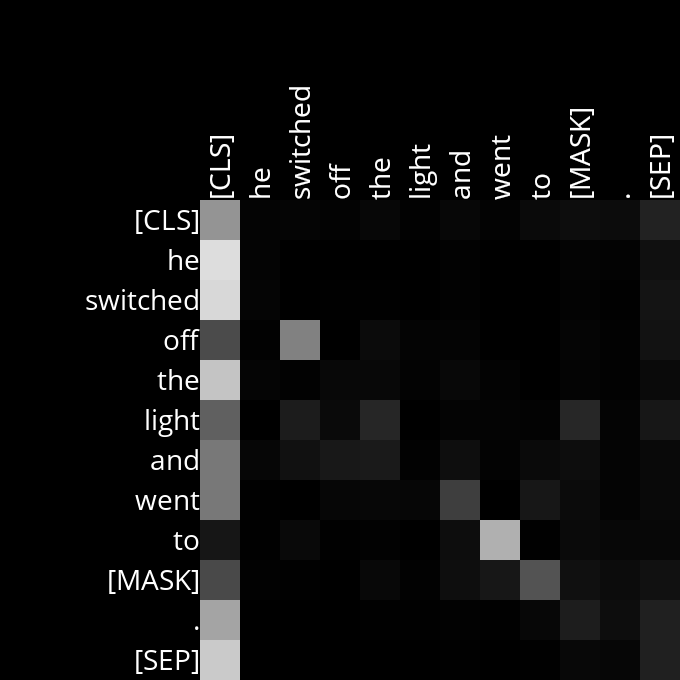 [CLS] he switched off the light and went to [MASK] . [SEP]
[CLS]
he
switched
off
the
light
and
went
to
[MASK]
.
[SEP]